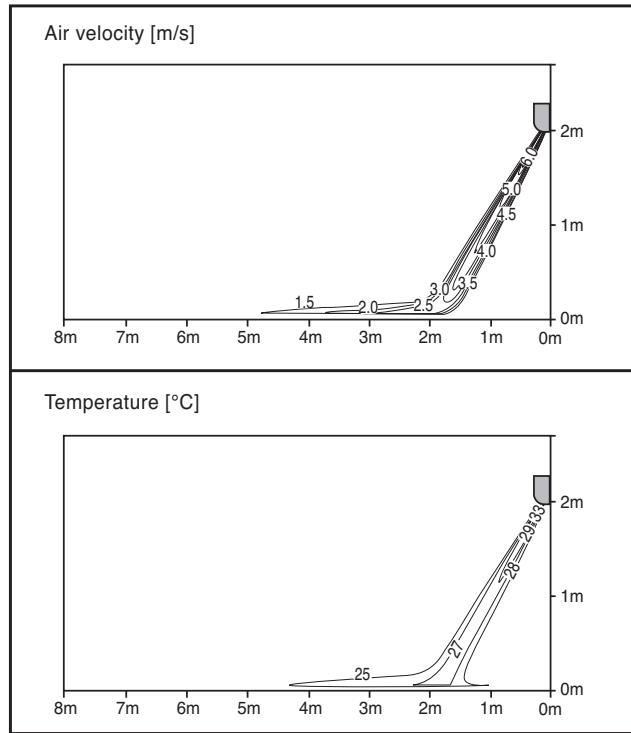 Air velocity [m/s]
2m
6.0
5.0
4.5
1m
4.0
3.5
3.0
2.5
2.0
1.5
0m
8m 7m 6m 5m 4m 3m 2m 1m 0m
Temperature [°C]
2m
33
29
28
1m
27
25
0m
8m 7m 6m 5m 4m 3m 2m 1m 0m